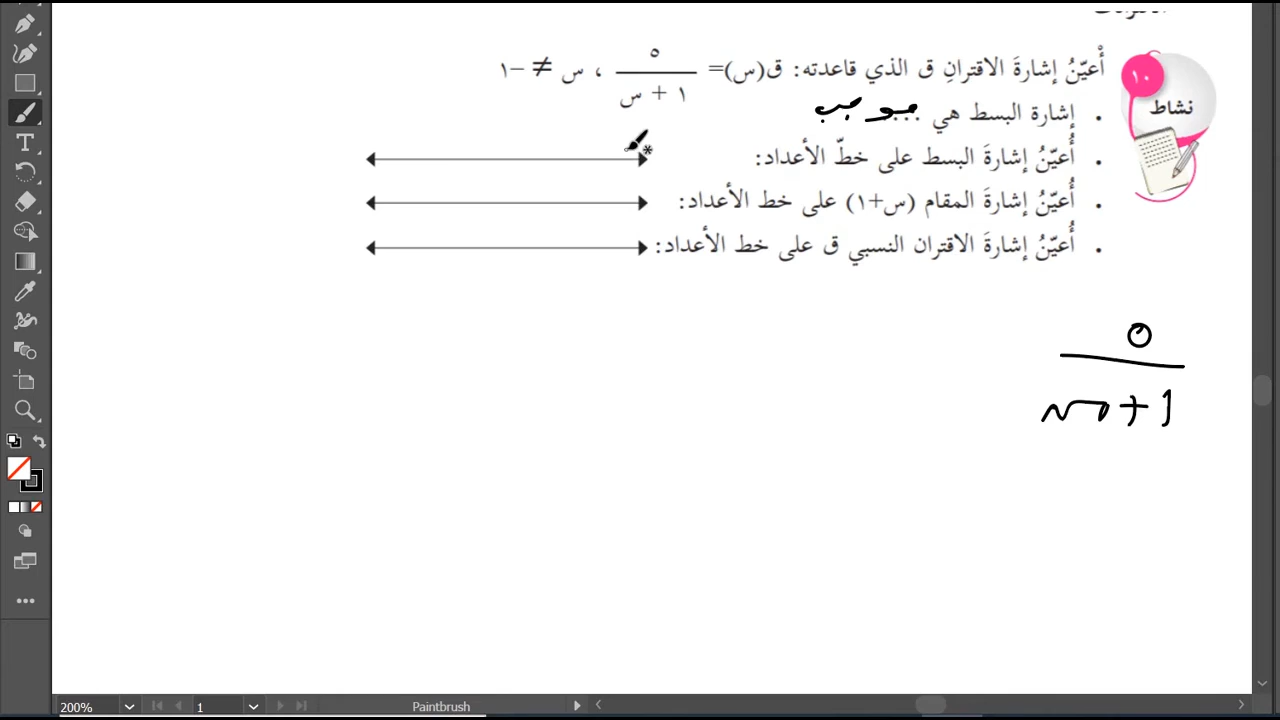 نشاط
١٠
أُعيّنُ إشارةَ الاقترانِ ق الذي قاعدته: ق(س)= ٥ / ١ + س ، س ≠ -١
. إشارة البسط هي ..موجب
. أُعيّنُ إشارةَ البسط على خطّ الأعداد:
. أُعيّنُ إشارةَ المقام (س+١) على خط الأعداد:
. أُعيّنُ إشارةَ الاقتران النسبي ق على خط الأعداد:
٥
س + ١
200%
1
Paintbrush